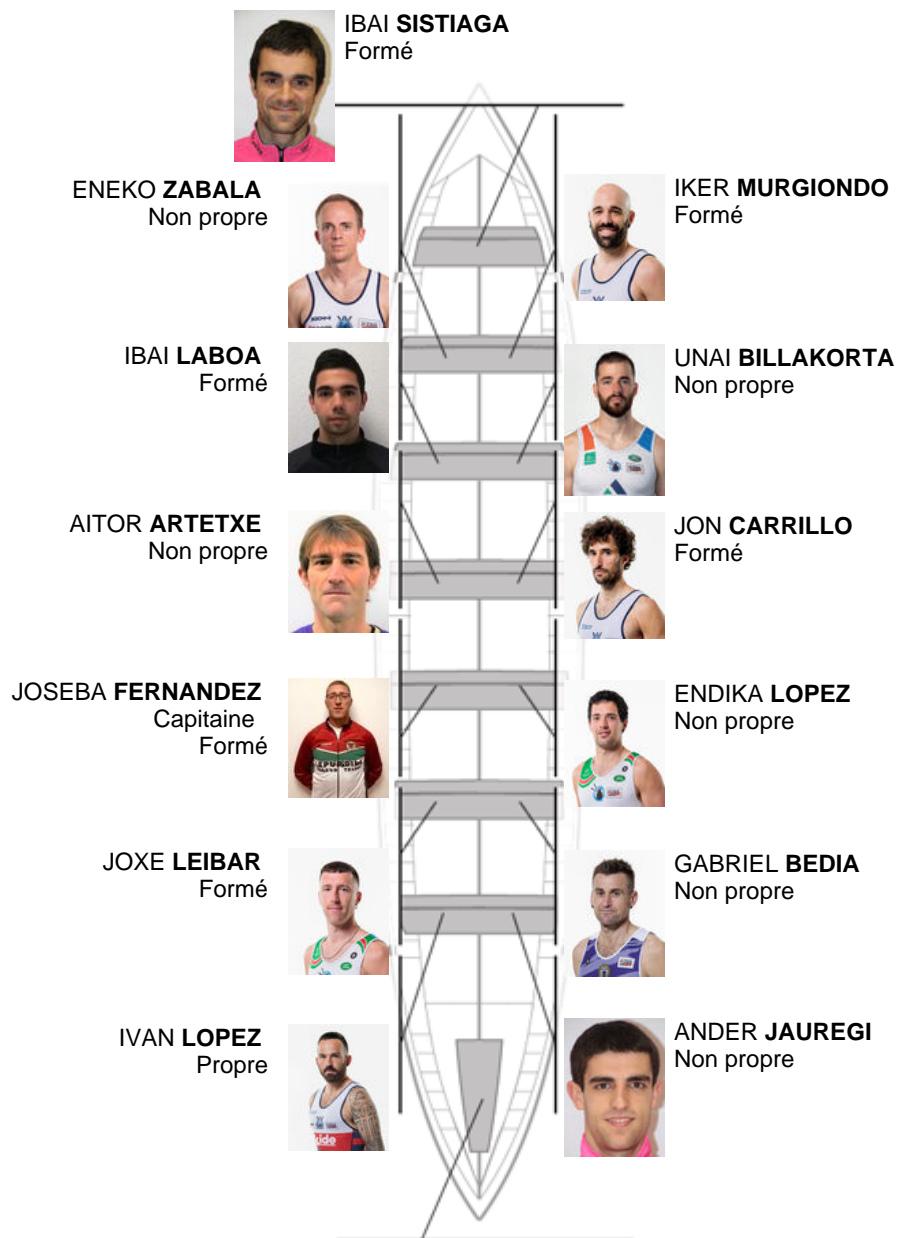 IBAI SISTIAGA
Formé
ENEKO ZABALA
Non propre
IKER MURGIONDO
Formé
IBAI LABOA
Formé
UNAI BILLAKORTA
Non propre
AITOR ARTETXE
Non propre
JON CARRILLO
Formé
JOSEBA FERNANDEZ
Capitaine
Formé
ENDIKA LOPEZ
Non propre
JOXE LEIBAR
Formé
GABRIEL BEDIA
Non propre
IVAN LOPEZ
Propre
ANDER JAUREGI
Non propre